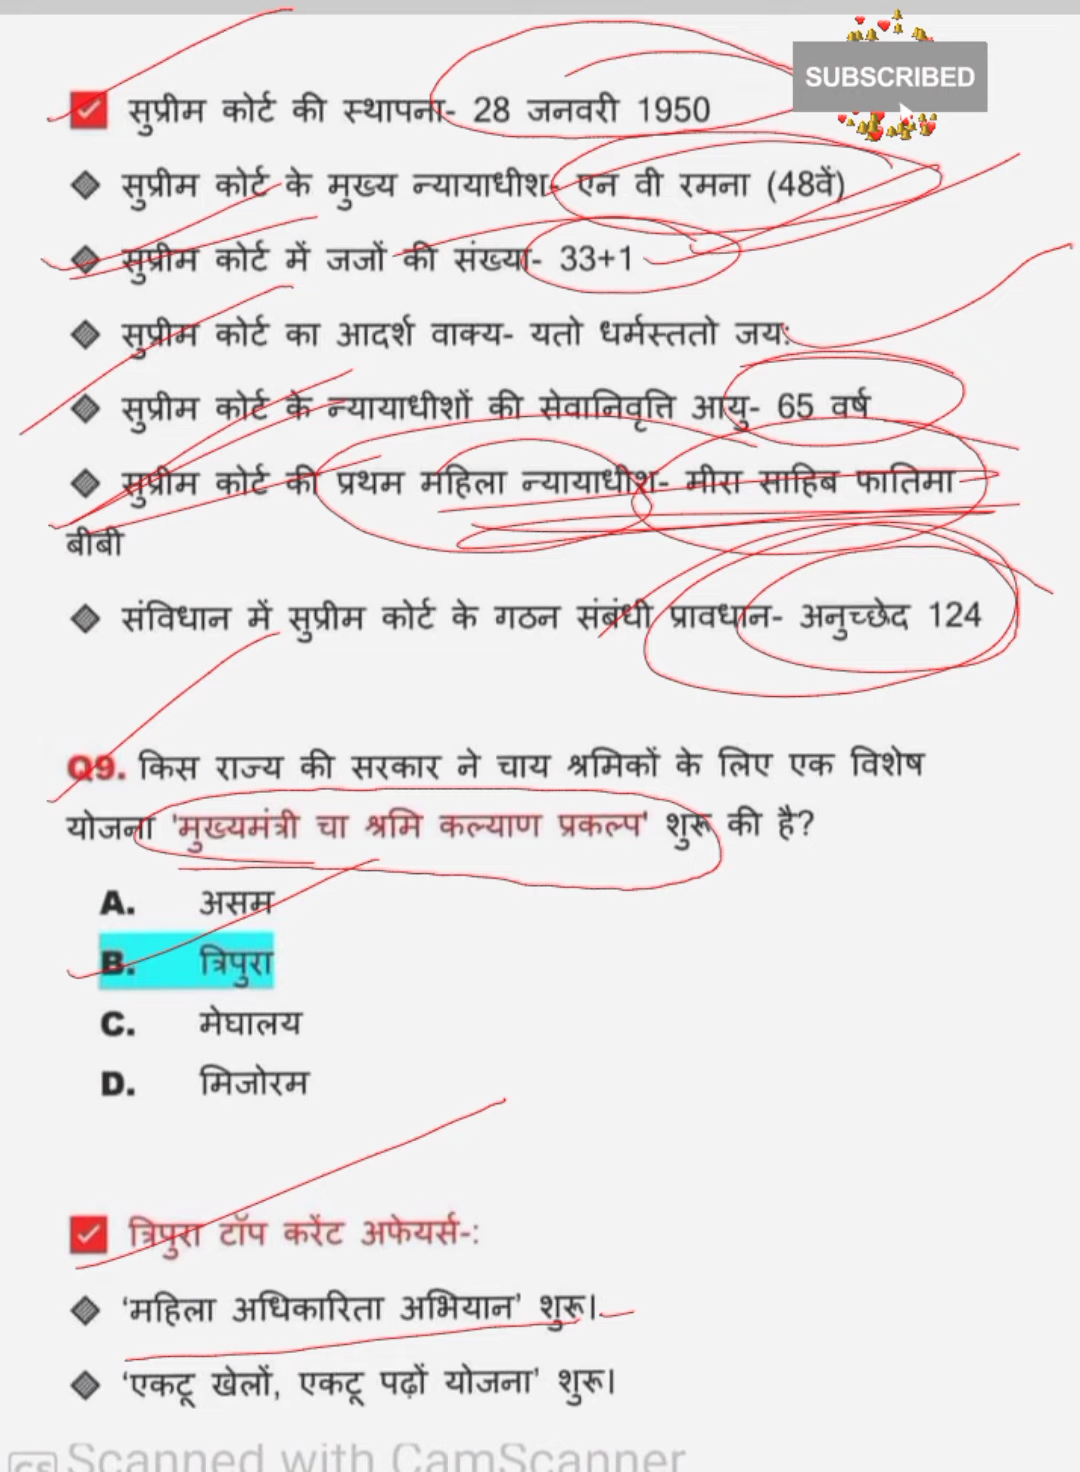 SUBSCRIBED
सुप्रीम कोर्ट की स्थापना- 28 जनवरी 1950
सुप्रीम कोर्ट के मुख्य न्यायाधीश- एन वी रमना (48वें)
सुप्रीम कोर्ट में जजों की संख्या- 33+1
सुप्रीम कोर्ट का आदर्श वाक्य- यतो धर्मस्ततो जय:
सुप्रीम कोर्ट के न्यायाधीशों की सेवानिवृत्ति आयु- 65 वर्ष
सुप्रीम कोर्ट की प्रथम महिला न्यायाधीश- मीरा साहिब फातिमा
बीबी
संविधान में सुप्रीम कोर्ट के गठन संबंधी प्रावधान- अनुच्छेद 124
Q9. किस राज्य की सरकार ने चाय श्रमिकों के लिए एक विशेष
योजना 'मुख्यमंत्री चा श्रमि कल्याण प्रकल्प' शुरू की है?
A. असम
B. त्रिपुरा
C. मेघालय
D. मिजोरम
त्रिपुरा टॉप करेंट अफेयर्स-:
'महिला अधिकारिता अभियान' शुरू।
'एकटू खेलों, एकटू पढ़ों योजना' शुरू।
CS Scanned with CamScanner